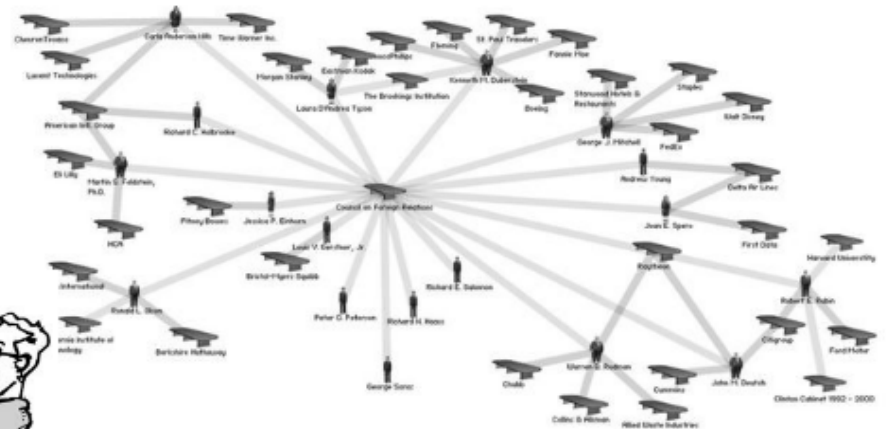 ChevronTexaco
Carla Anderson Hills
Time Warner Inc.
Lucent Technologies
Morgan Stanley
Eastman Kodak
Fleming
St. Paul Travelers
Fannie Mae
Kenneth M. Duberstein
Laura D'Andrea Tyson
The Brookings Institution
Boeing
Starwood Hotels &
Restaurants
Staples
Walt Disney
American Intl. Group
Richard C. Holbrooke
George J. Mitchell
FedEx
Andrew Young
Eli Lilly
Martin S. Feldstein,
Ph.D.
Delta Air Lines
Council on Foreign Relations
Pitney Bowes
Jessica P. Einhorn
Joan E. Spero
First Data
HCA
Louis V. Gerstner, Jr.
Bristol-Myers Squibb
Raytheon
Harvard University
International
Richard E. Salomon
Robert E. Rubin
Ronald L. Olson
Peter G. Peterson
Richard N. Haass
Citigroup
Ford Motor
Berkshire Hathaway
George Soros
Warren B. Rudman
Chubb
Cummins
John M. Deutch
Clinton Cabinet 1992 - 2000
Collins & Aikman
Allied Waste Industries